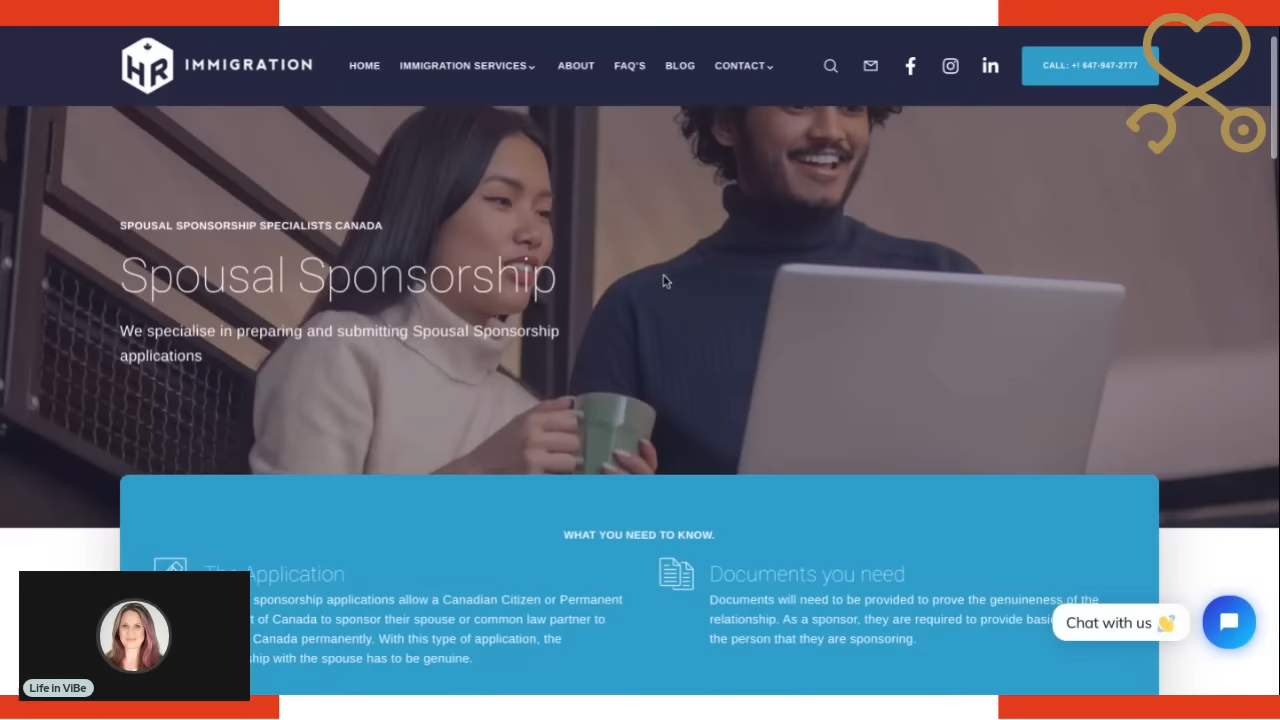 HR IMMIGRATION
HOME IMMIGRATION SERVICES ABOUT FAQ'S BLOG CONTACT
CALL: +! 647-947-2777
SPOUSAL SPONSORSHIP SPECIALISTS CANADA
Spousal Sponsorship
We specialise in preparing and submitting Spousal Sponsorship
applications
WHAT YOU NEED TO KNOW.
Application
sponsorship applications allow a Canadian Citizen or Permanent
of Canada to sponsor their spouse or common law partner to
Canada permanently. With this type of application, the
with the spouse has to be genuine.
Documents you need
Documents will need to be provided to prove the genuineness of the
relationship. As a sponsor, they are required to provide
the person that they are sponsoring.
Chat with us 👋
Life in ViBe